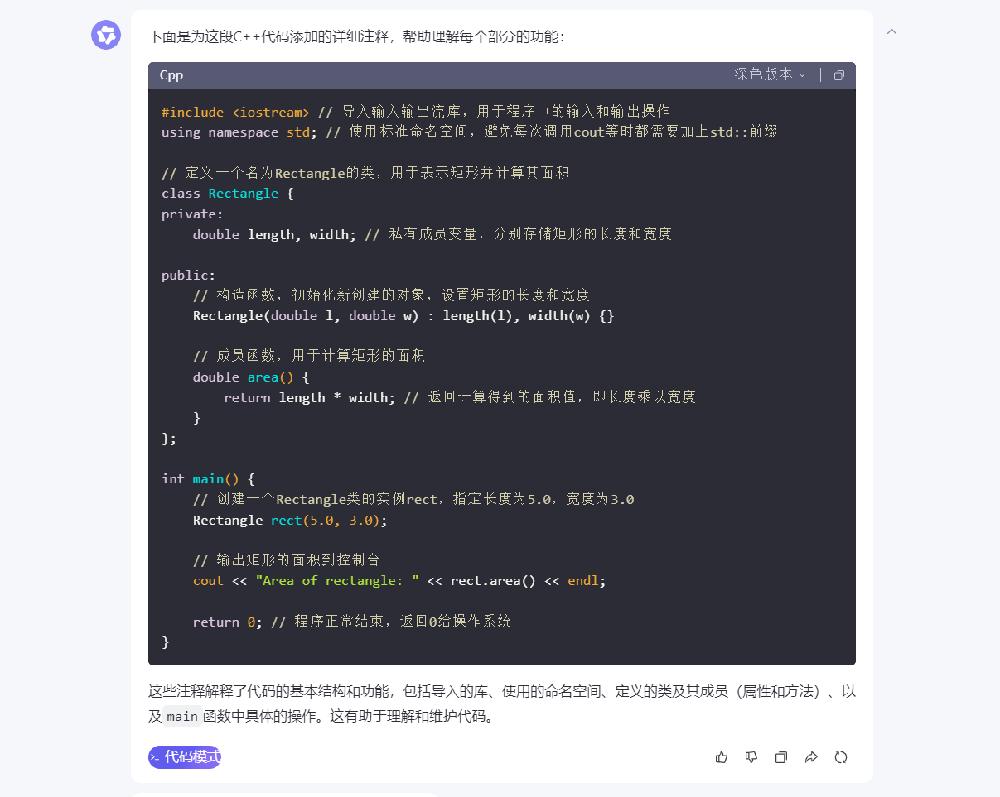 下面是为这段C++代码添加的详细注释，帮助理解每个部分的功能：
Cpp
深色版本
#include <iostream> // 导入输入输出流库，用于程序中的输入和输出操作
using namespace std; // 使用标准命名空间，避免每次调用cout等时都需要加上std::前缀
// 定义一个名为Rectangle的类，用于表示矩形并计算其面积
class Rectangle {
private:
    double length, width; // 私有成员变量，分别存储矩形的长度和宽度
public:
    // 构造函数，初始化新创建的对象，设置矩形的长度和宽度
    Rectangle(double l, double w) : length(l), width(w) {}
    // 成员函数，用于计算矩形的面积
    double area() {
        return length * width; // 返回计算得到的面积值，即长度乘以宽度
    }
};
int main() {
    // 创建一个Rectangle类的实例rect，指定长度为5.0，宽度为3.0
    Rectangle rect(5.0, 3.0);
    // 输出矩形的面积到控制台
    cout << "Area of rectangle: " << rect.area() << endl;
    return 0; // 程序正常结束，返回0给操作系统
}
这些注释解释了代码的基本结构和功能，包括导入的库、使用的命名空间、定义的类及其成员（属性和方法）、以
及 main 函数中具体的操作。这有助于理解和维护代码。
代码模式